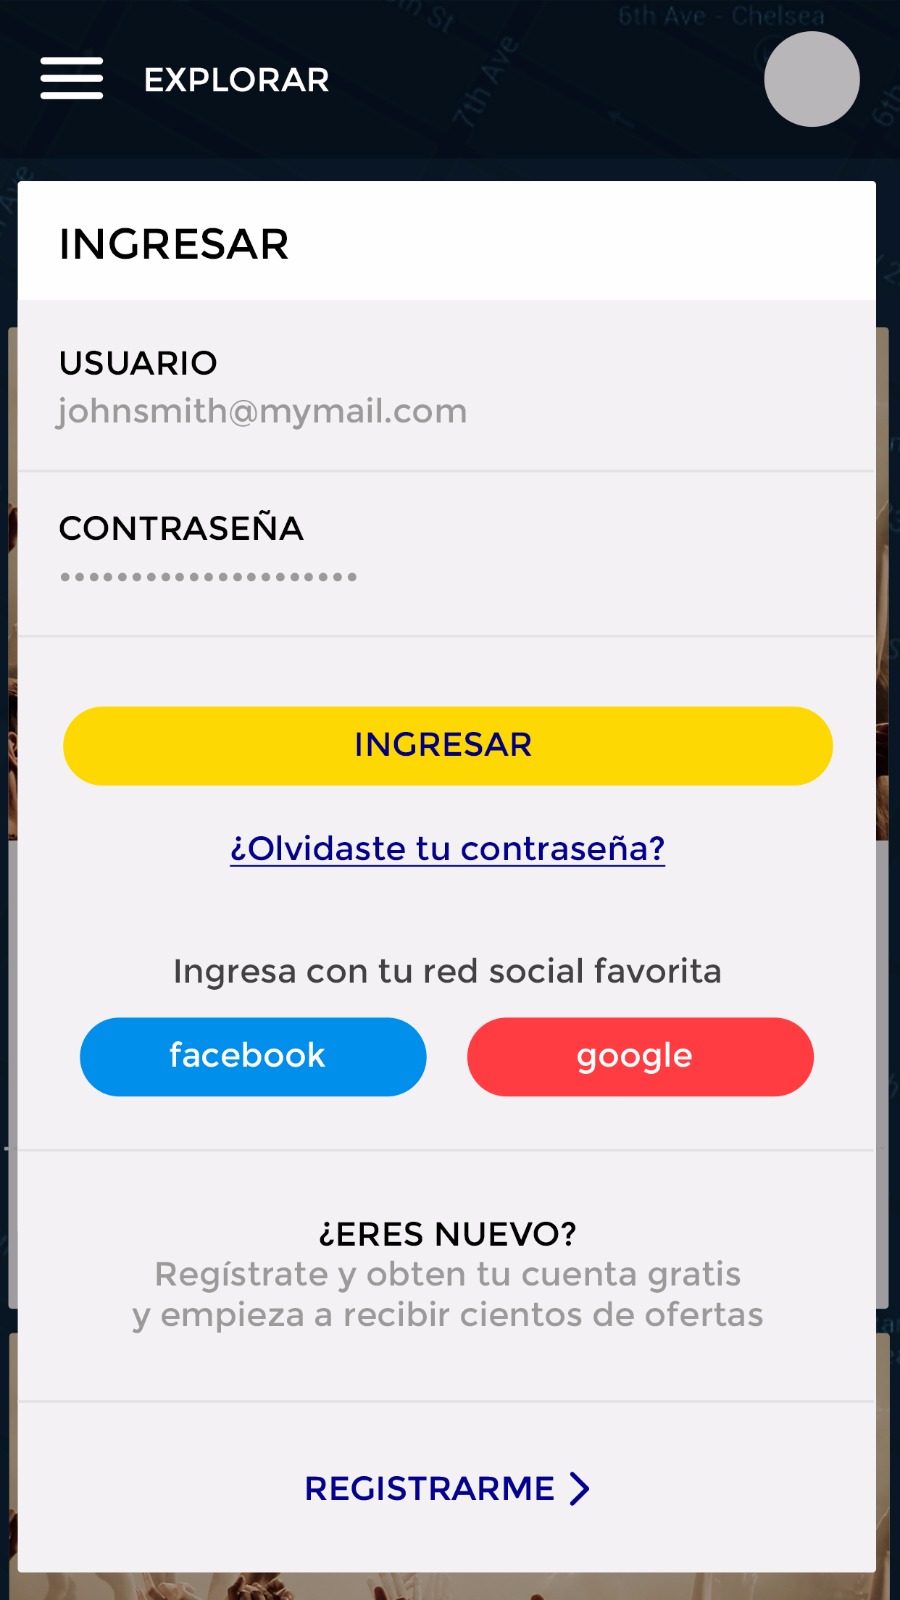 6th Ave - Chelsea
7th Ave
EXPLORAR
INGRESAR
USUARIO
johnsmith@mymail.com
CONTRASEÑA
••••••••••••••••••••• 
INGRESAR
¿Olvidaste tu contraseña?
Ingresa con tu red social favorita
facebook google
¿ERES NUEVO?
Regístrate y obten tu cuenta gratis
y empieza a recibir cientos de ofertas
REGISTRARME